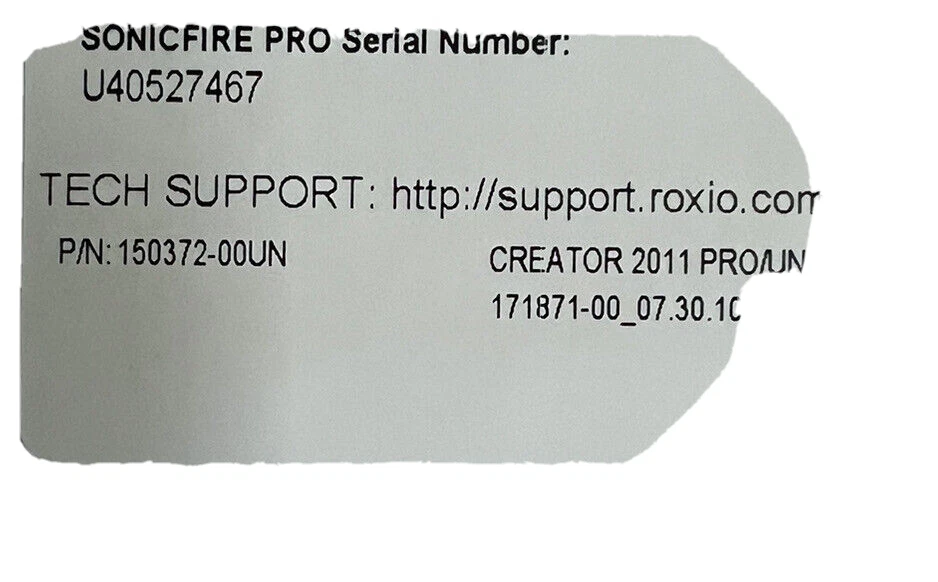 SONICFIRE PRO Serial Number:
U40527467
TECH SUPPORT: http://support.roxio.com
P/N: 150372-00UN
CREATOR 2011 PRO/UN
171871-00_07.30.10